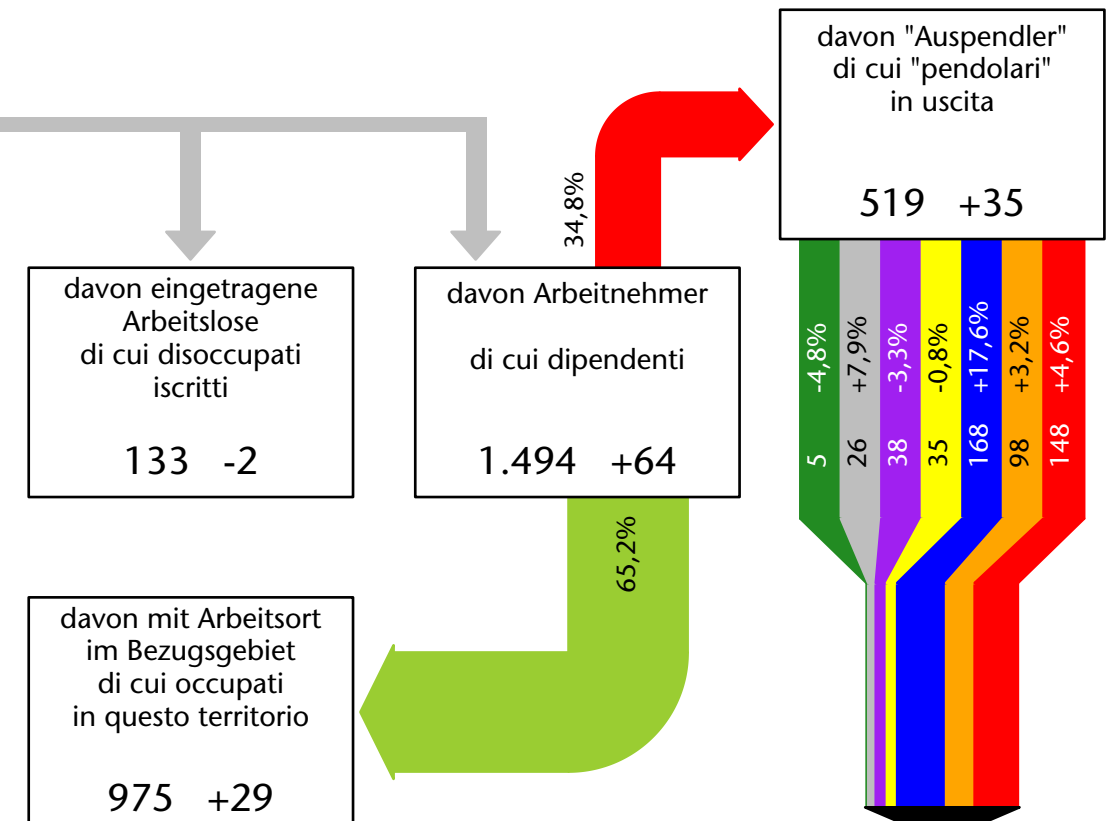 davon "Auspendler"
di cui "pendolari"
in uscita
519 +35
34,8%
davon eingetragene
Arbeitslose
di cui disoccupati
iscritti
133 -2
davon Arbeitnehmer
di cui dipendenti
1.494 +64
5 -4,8%
26 +7,9%
38 -3,3%
35 -0,8%
168 +17,6%
98 +3,2%
148 +4,6%
65,2%
davon mit Arbeitsort
im Bezugsgebiet
di cui occupati
in questo territorio
975 +29